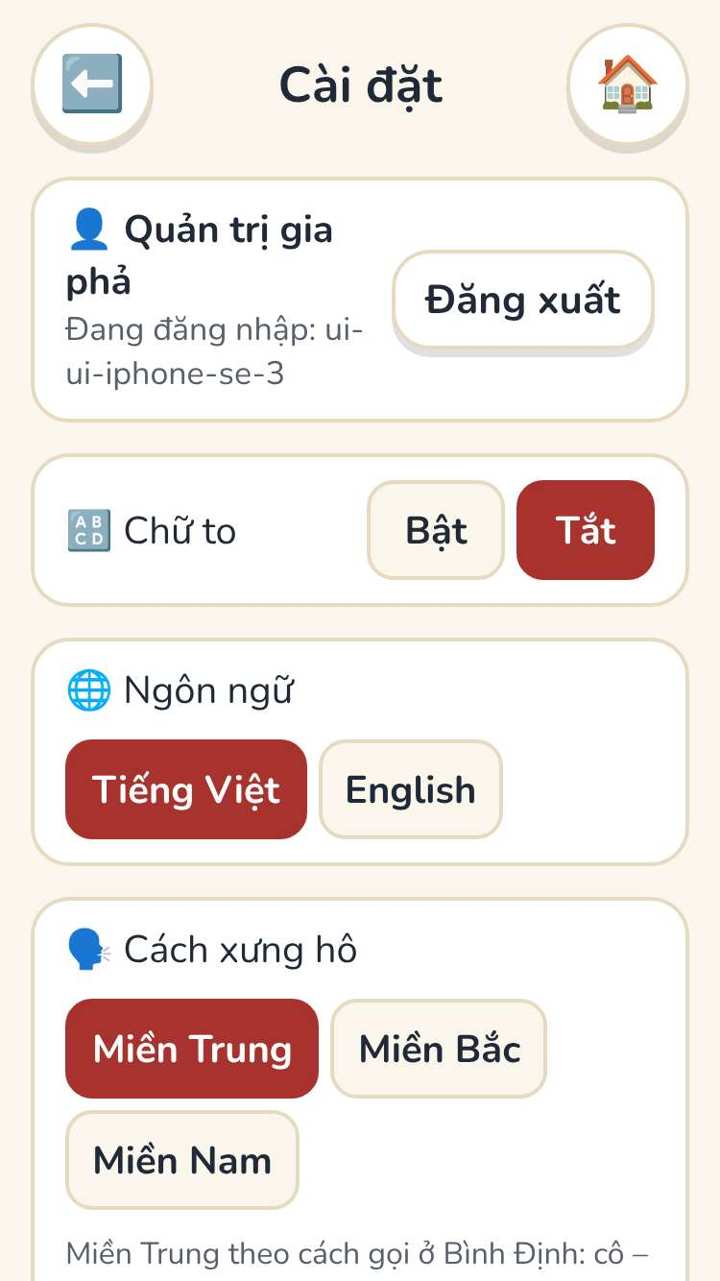 Cài đặt
Quản trị gia
phả
Đang đăng nhập: ui-
ui-iphone-se-3
Đăng xuất
Chữ to
Bật
Tắt
Ngôn ngữ
Tiếng Việt
English
Cách xưng hô
Miền Trung
Miền Bắc
Miền Nam
Miền Trung theo cách gọi ở Bình Định: cô –